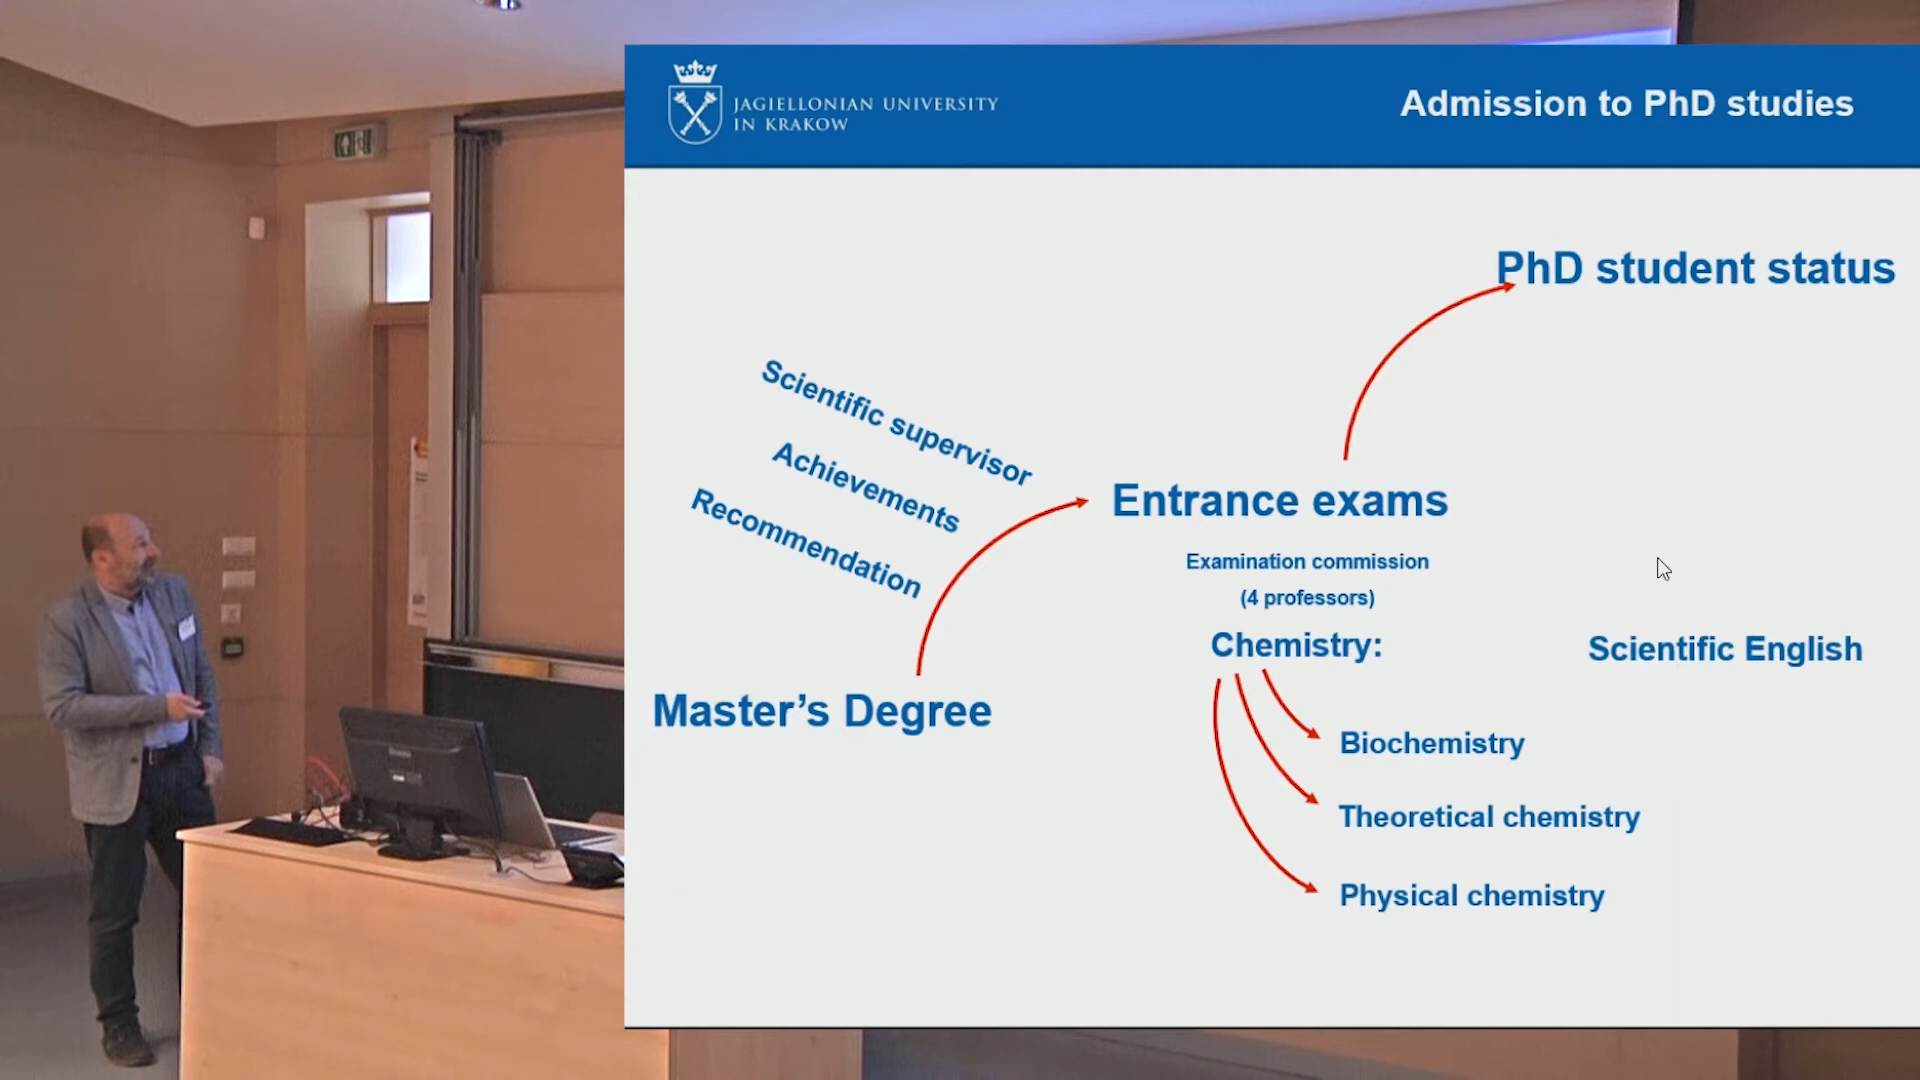 JAGIELLONIAN UNIVERSITY
IN KRAKOW
Admission to PhD studies
PhD student status
Scientific supervisor
Achievements
Recommendation
Entrance exams
Examination commission
(4 professors)
Chemistry:
Scientific English
Master's Degree
Biochemistry
Theoretical chemistry
Physical chemistry